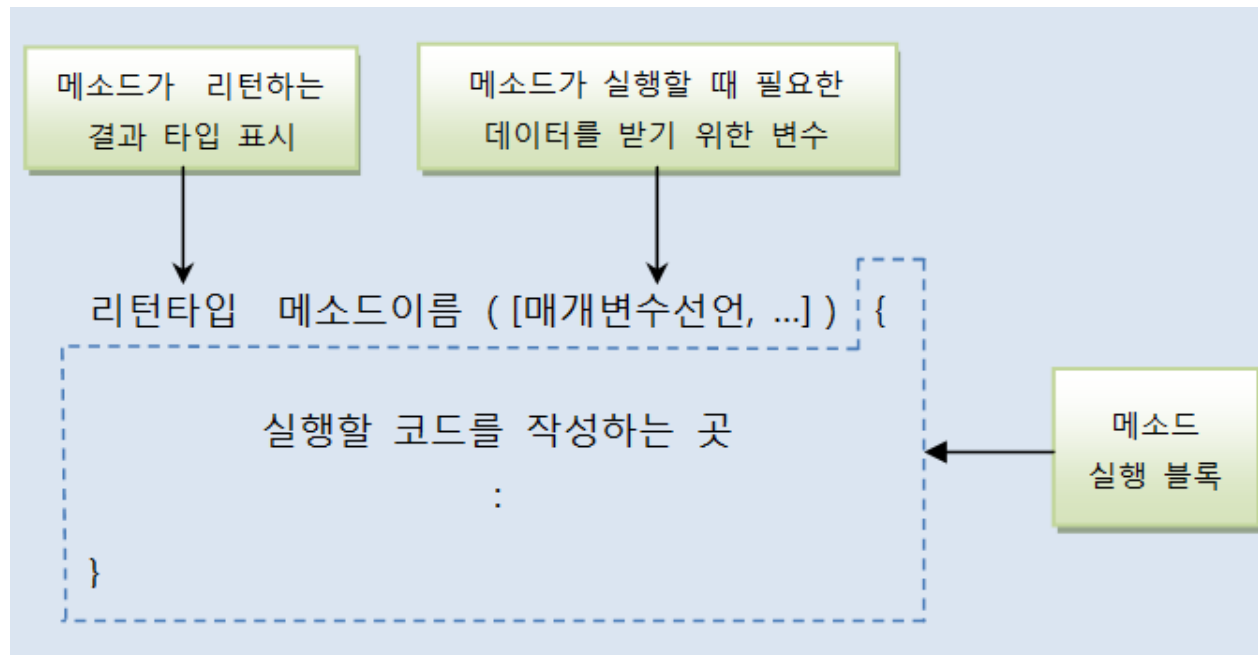 메소드가 리턴하는
결과 타입 표시
메소드가 실행할 때 필요한
데이터를 받기 위한 변수
리턴타입 메소드이름 ( [매개변수선언, ...] ) {
실행할 코드를 작성하는 곳
:
}
메소드
실행 블록